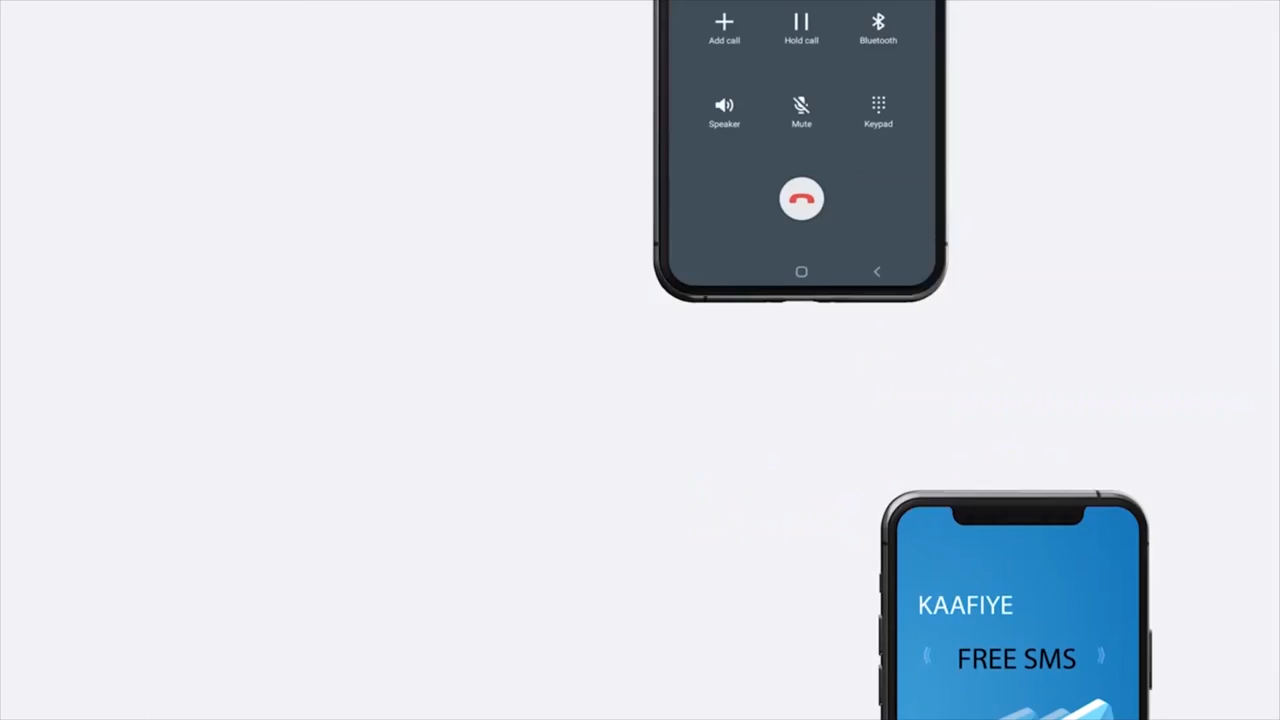 Add call Hold call Bluetooth
Speaker Mute Keypad
KAAFIYE
FREE SMS